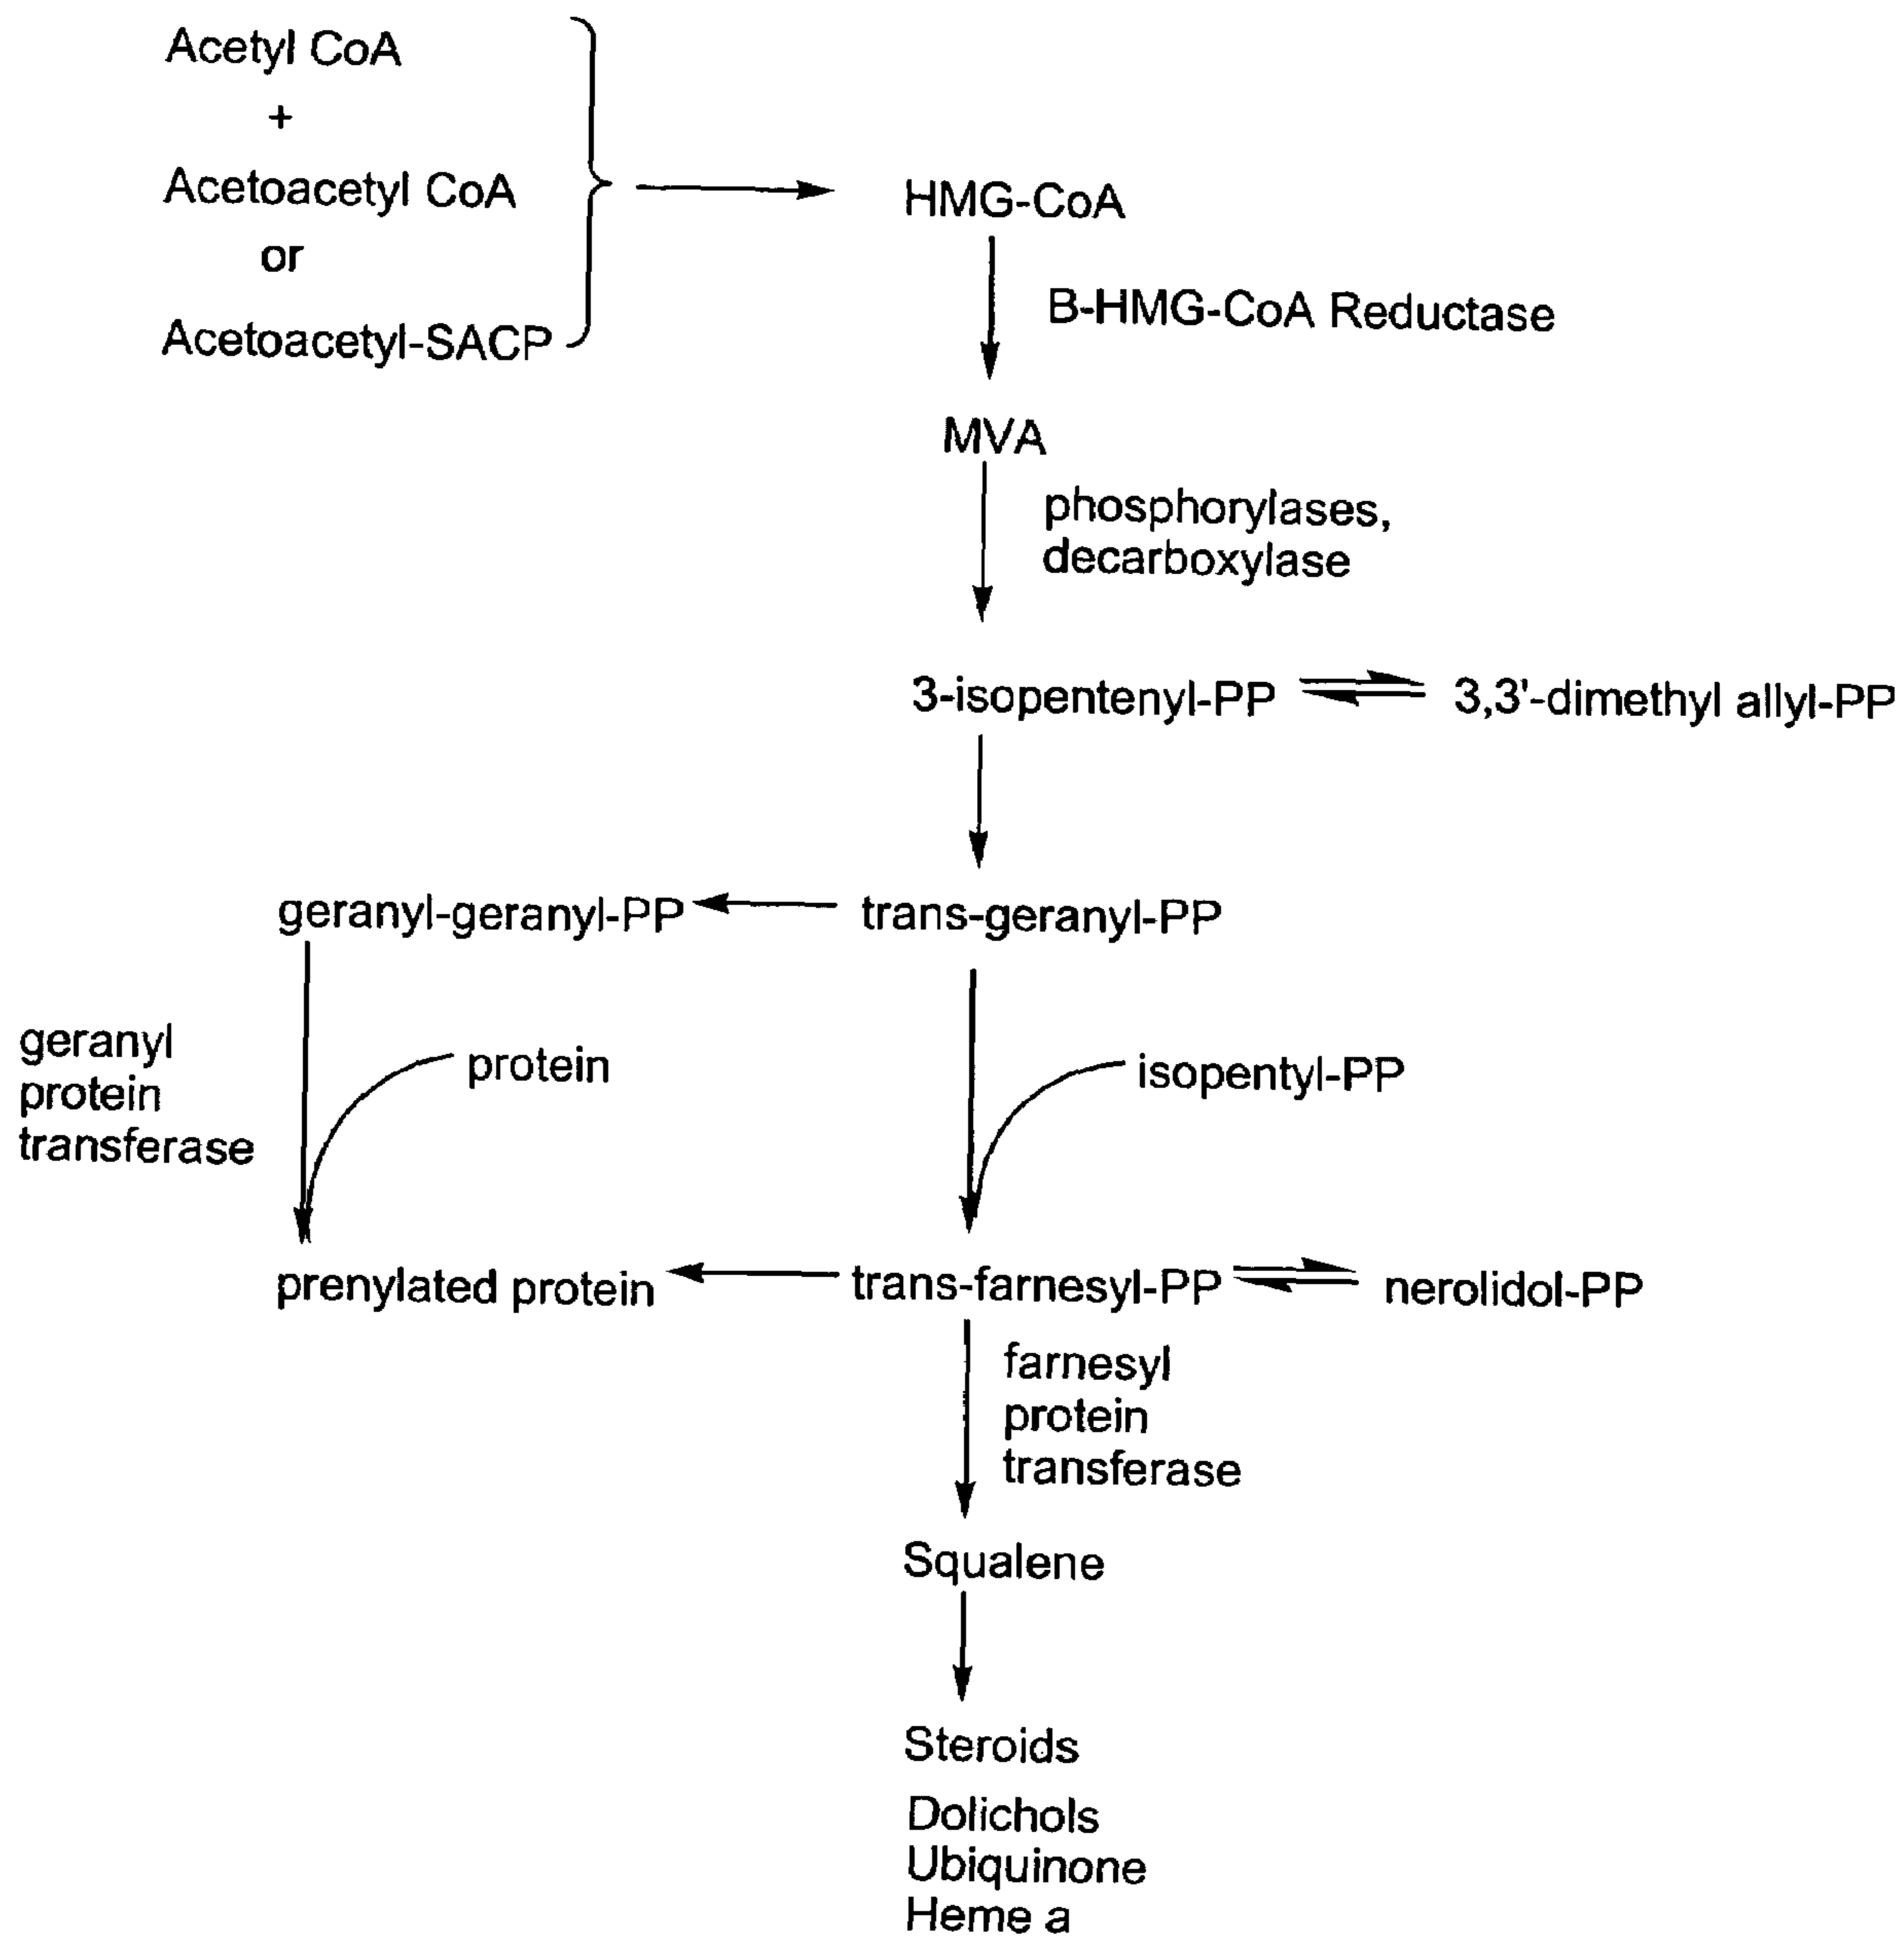 Acetyl CoA
+
Acetoacetyl CoA
or
Acetoacetyl-SACP
HMG-CoA
B-HMG-CoA Reductase
MVA
phosphorylases,
decarboxylase
3-isopentenyl-PP
3,3'-dimethyl allyl-PP
geranyl-geranyl-PP
trans-geranyl-PP
geranyl
protein
transferase
protein
isopentyl-PP
prenylated protein
trans-farnesyl-PP
nerolidol-PP
farnesyl
protein
transferase
Squalene
Steroids
Dolichols
Ubiquinone
Heme a